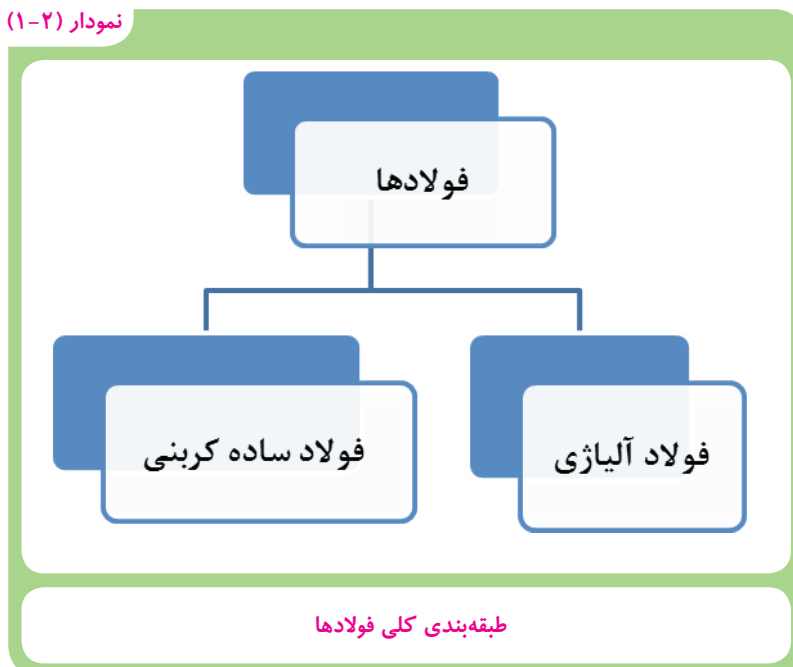 نمودار (۲-۱)
فولادها
فولاد آلیاژی
فولاد ساده کربنی
طبقه‌بندی کلی فولادها